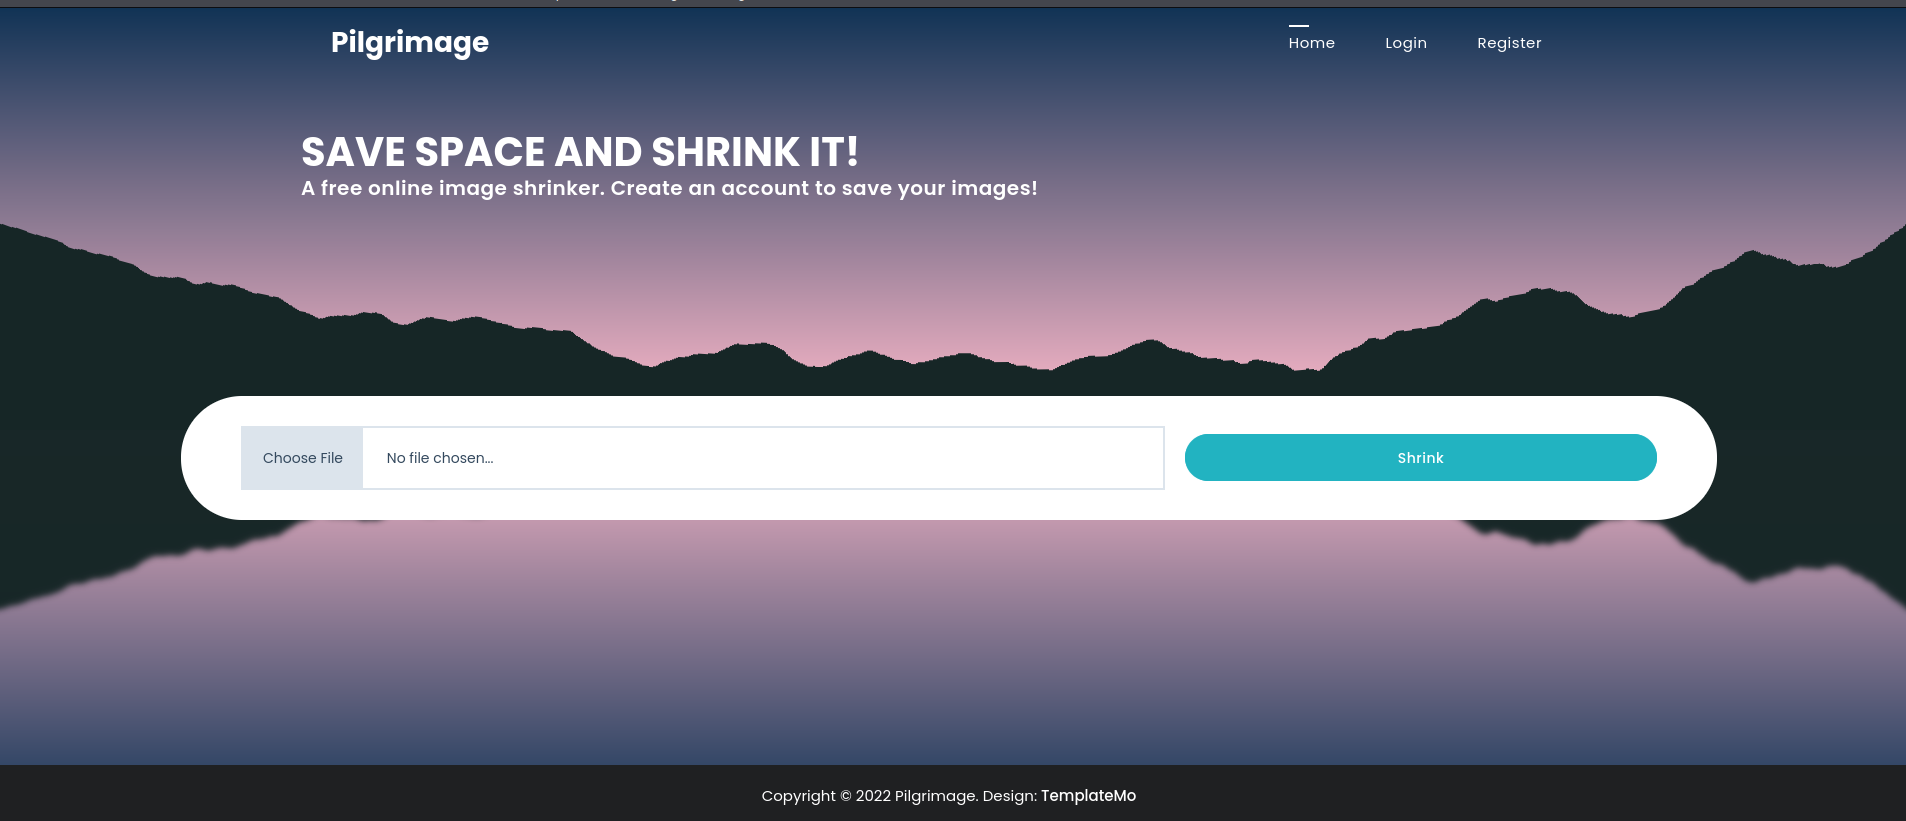 Pilgrimage
Home Login Register
SAVE SPACE AND SHRINK IT!
A free online image shrinker. Create an account to save your images!
Choose File No file chosen... Shrink
Copyright © 2022 Pilgrimage. Design: TemplateMo